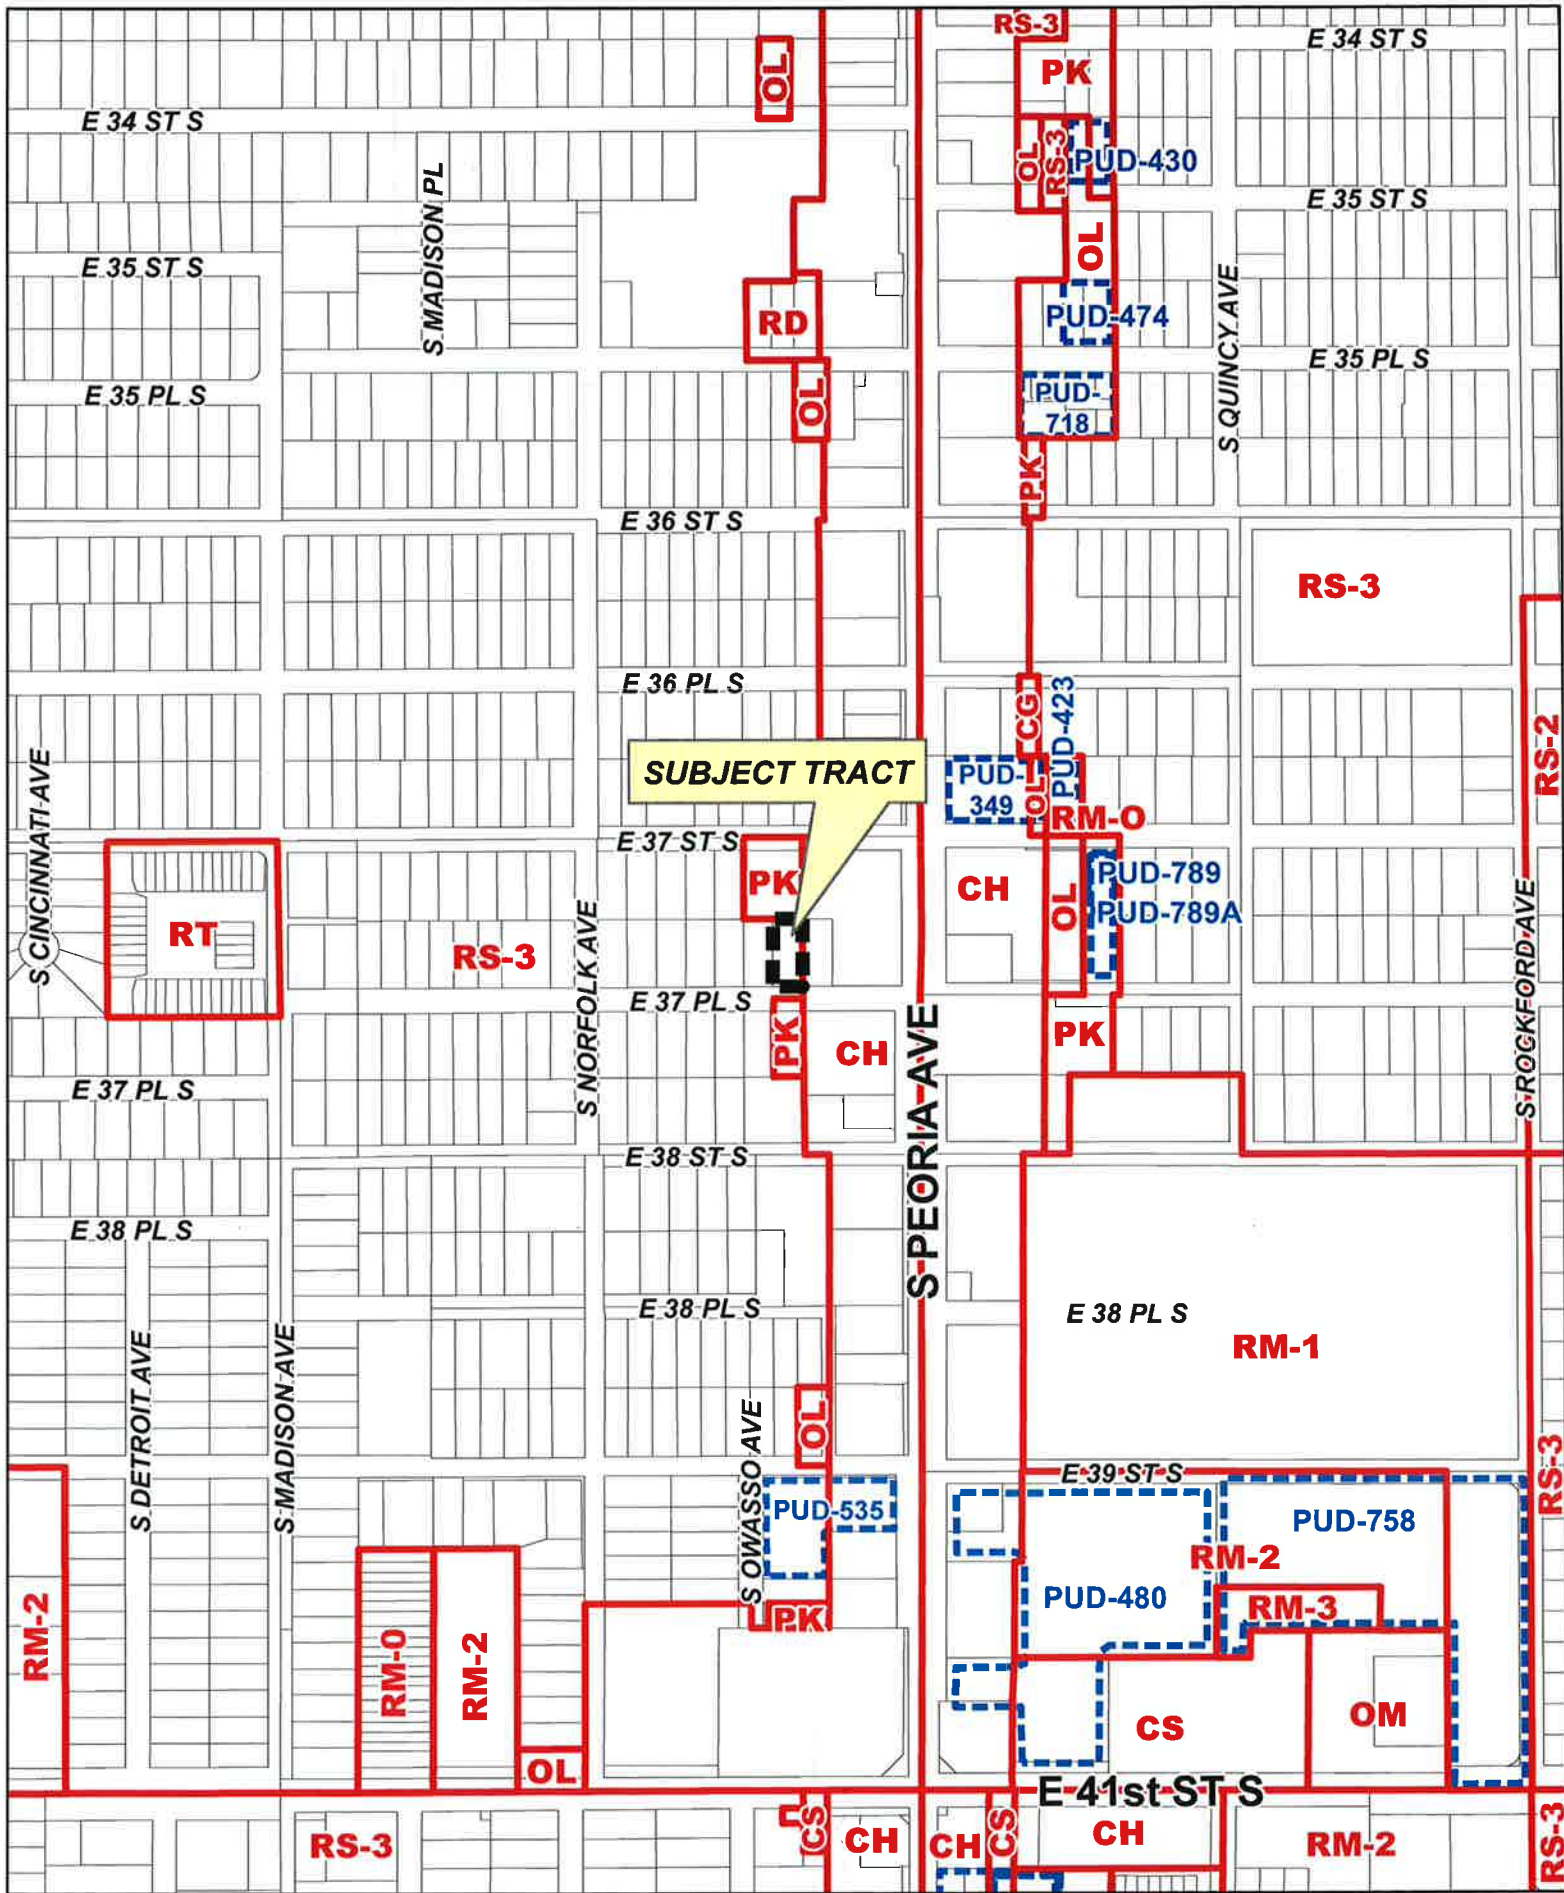 RS-3
E 34 ST S
PK
OL
E 34 ST S
OL
RS-3
PUD-430
S MADISON PL
E 35 ST S
OL
E 35 ST S
S QUINCY AVE
RD
PUD-474
E 35 PL S
E 35 PL S
OL
PUD-
718
PK
E 36 ST S
RS-3
E 36 PL S
CG
PUD-423
RS-2
S CINCINNATI AVE
SUBJECT TRACT
PUD-
349
OL
RM-0
E 37 ST S
PK
CH
OL
PUD-789
PUD-789A
S ROCKFORD AVE
RT
RS-3
S NORFOLK AVE
E 37 PL S
PK
CH
S PEORIA AVE
PK
E 37 PL S
E 38 ST S
E 38 PL S
E 38 PL S
E 38 PL S
RM-1
S DETROIT AVE
S MADISON AVE
OL
S OWASSO AVE
E 39 ST S
RS-3
PUD-535
PUD-758
RM-2
PUD-480
RM-3
PK
RM-2
RM-0
RM-2
CS
OM
OL
E 41st ST S
RS-3
CS
CH
CH
CS
CH
RM-2
RS-3